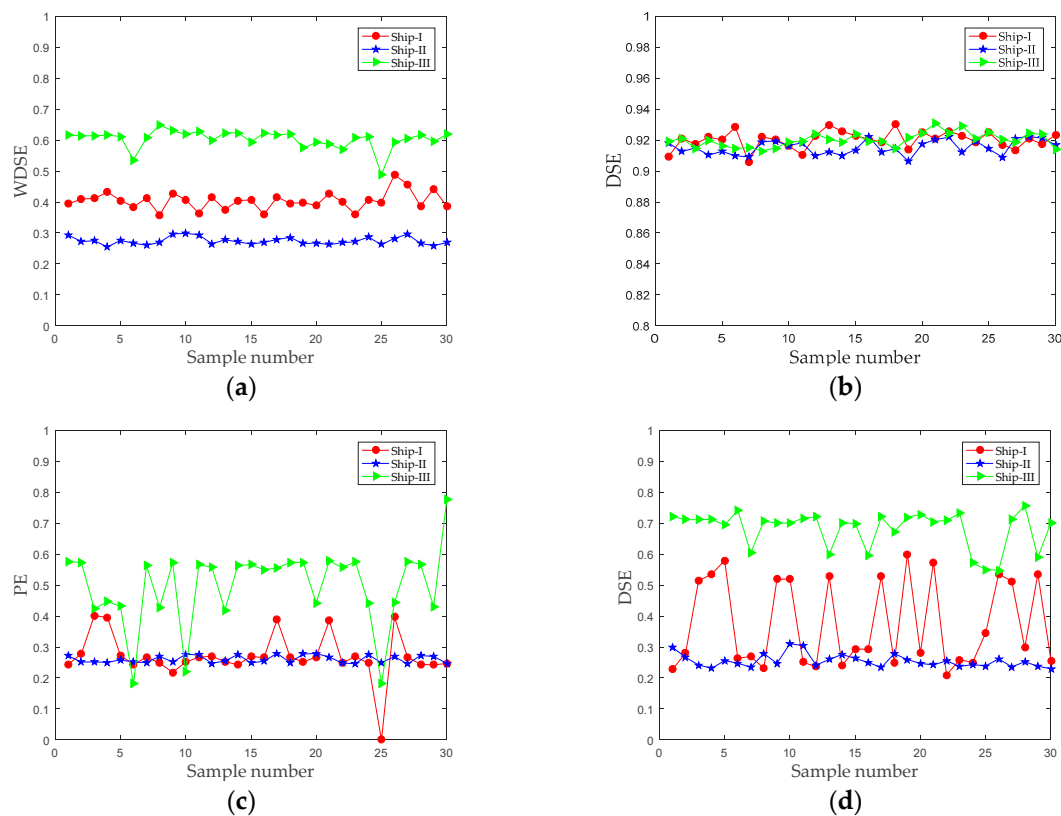 1
0.9
0.8
0.7
0.6
0.5
0.4
0.3
0.2
0.1
0
WDSE
0 5 10 15 20 25 30
Sample number
Ship-I
Ship-II
Ship-III
(a)
1
0.98
0.96
0.94
0.92
0.9
0.88
0.86
0.84
0.82
0.8
DSE
0 5 10 15 20 25 30
Sample number
Ship-I
Ship-II
Ship-III
(b)
1
0.9
0.8
0.7
0.6
0.5
0.4
0.3
0.2
0.1
0
PE
0 5 10 15 20 25 30
Sample number
Ship-I
Ship-II
Ship-III
(c)
1
0.9
0.8
0.7
0.6
0.5
0.4
0.3
0.2
0.1
0
DSE
0 5 10 15 20 25 30
Sample number
Ship-I
Ship-II
Ship-III
(d)